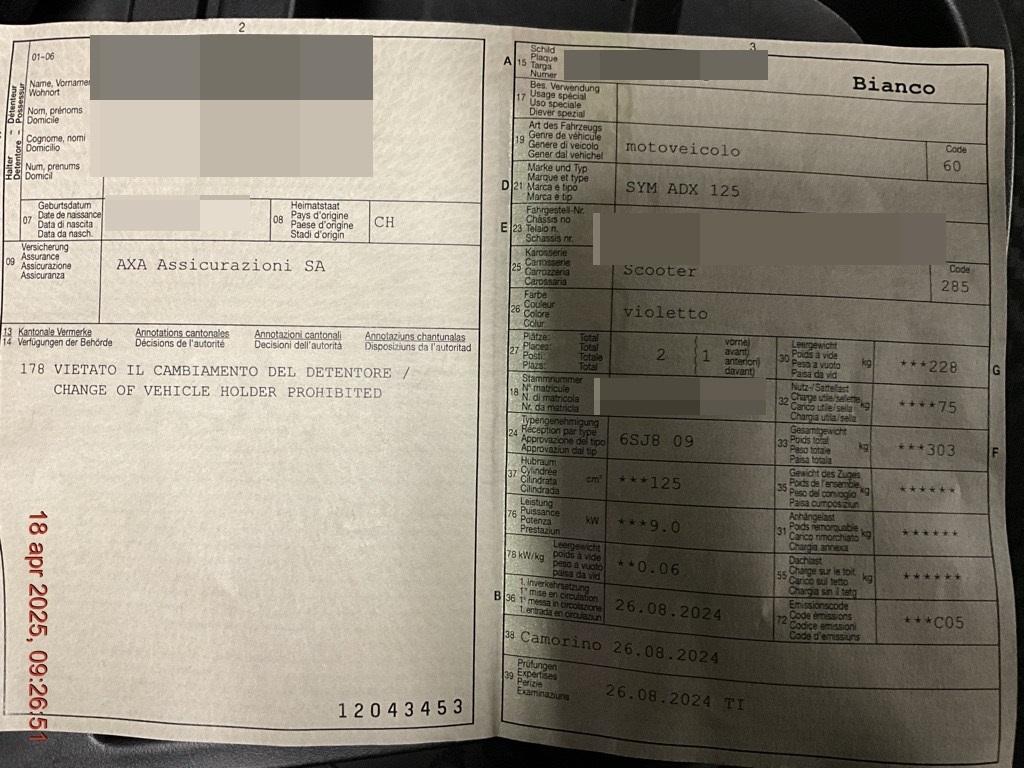 2
01-06
Halter - Détenteur
Detentore - Possessur
Name, Vornamen
Wohnort
Nom, prénoms
Domicile
Cognome, nomi
Domicilio
Num, prenums
Domicil
07 Geburtsdatum
Date de naissance
Data di nascita
Data da nasch.
08 Heimatstaat
Pays d'origine
Paese d'origine
Stadi d'origin
CH
09 Versicherung
Assurance
Assicurazione
Assicuranza
AXA Assicurazioni SA
13 Kantonale Vermerke Annotations cantonales Annotazioni cantonali Annotaziuns chantunalas
14 Verfügungen der Behörde Décisions de l'autorité Decisioni dell'autorità Disposiziuns da l'autoritad
178 VIETATO IL CAMBIAMENTO DEL DETENTORE /
CHANGE OF VEHICLE HOLDER PROHIBITED
18 apr 2025, 09:26:51
12043453
3
A 15 Schild
Plaque
Targa
Numer
Bianco
17 Bes. Verwendung
Usage spécial
Uso speciale
Diever spezial
19 Art des Fahrzeugs
Genre de véhicule
Genere di veicolo
Gener dal vehichel
motoveicolo
Code
60
D 21 Marke und Typ
Marque et type
Marca e tipo
Marca e tip
SYM ADX 125
E 23 Fahrgestell-Nr.
Châssis no
Telaio n.
Schassis nr.
25 Karosserie
Carrosserie
Carrozzeria
Carossaria
Scooter
Code
285
26 Farbe
Couleur
Colore
Colur
violetto
27 Plätze: Total
Places: Total
Posti: Totale
Plazs: Total
2
1
vorne)
avant)
anteriori)
davant)
30 Leergewicht
Poids à vide
Peso a vuoto
Paisa da vid
kg
***228
G
18 Stammnummer
N° matricule
N. di matricola
Nr. da matricla
32 Nutz-/Sattellast
Charge utile/sellette
Carico utile/sella
Chargia utila/sella
kg
****75
24 Typengenehmigung
Réception par type
Approvazione del tipo
Approvaziun dal tip
6SJ8 09
33 Gesamtgewicht
Poids total
Peso totale
Paisa totala
kg
***303
F
37 Hubraum
Cylindrée
Cilindrata
Cilindrada
cm³
***125
35 Gewicht des Zuges
Poids de l'ensemble
Peso del convoglio
Paisa cumposiziun
kg
******
76 Leistung
Puissance
Potenza
Prestaziun
kW
***9.0
31 Anhängelast
Poids remorquable
Carico rimorchiato
Chargia annexa
kg
******
78 kW/kg Leergewicht
poids à vide
peso a vuoto
paisa da vid
**0.06
55 Dachlast
Charge sur le toit
Carico sul tetto
Chargia sin il tetg
kg
******
B 36 1. Inverkehrsetzung
1re mise en circulation
1a messa in circolazione
1. entrada en circulaziun
26.08.2024
72 Emissionscode
Code émissions
Codice emissioni
Code d'emissiuns
***C05
38 Camorino 26.08.2024
39 Prüfungen
Expertises
Perizie
Examinaziuns
26.08.2024 TI